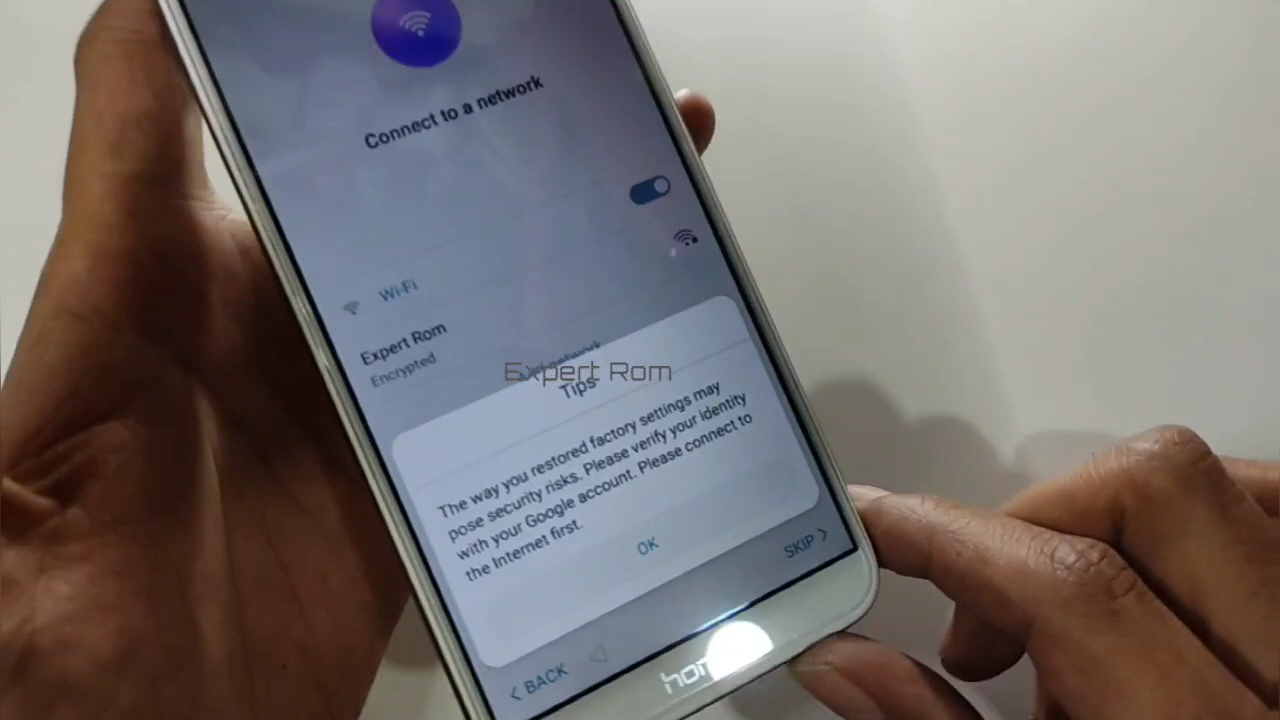 Connect to a network
Wi-Fi
Expert Rom
Encrypted
Expert Rom
Tips
The way you restored factory settings may
pose security risks. Please verify your identity
with your Google account. Please connect to
the Internet first.
OK
BACK
SKIP